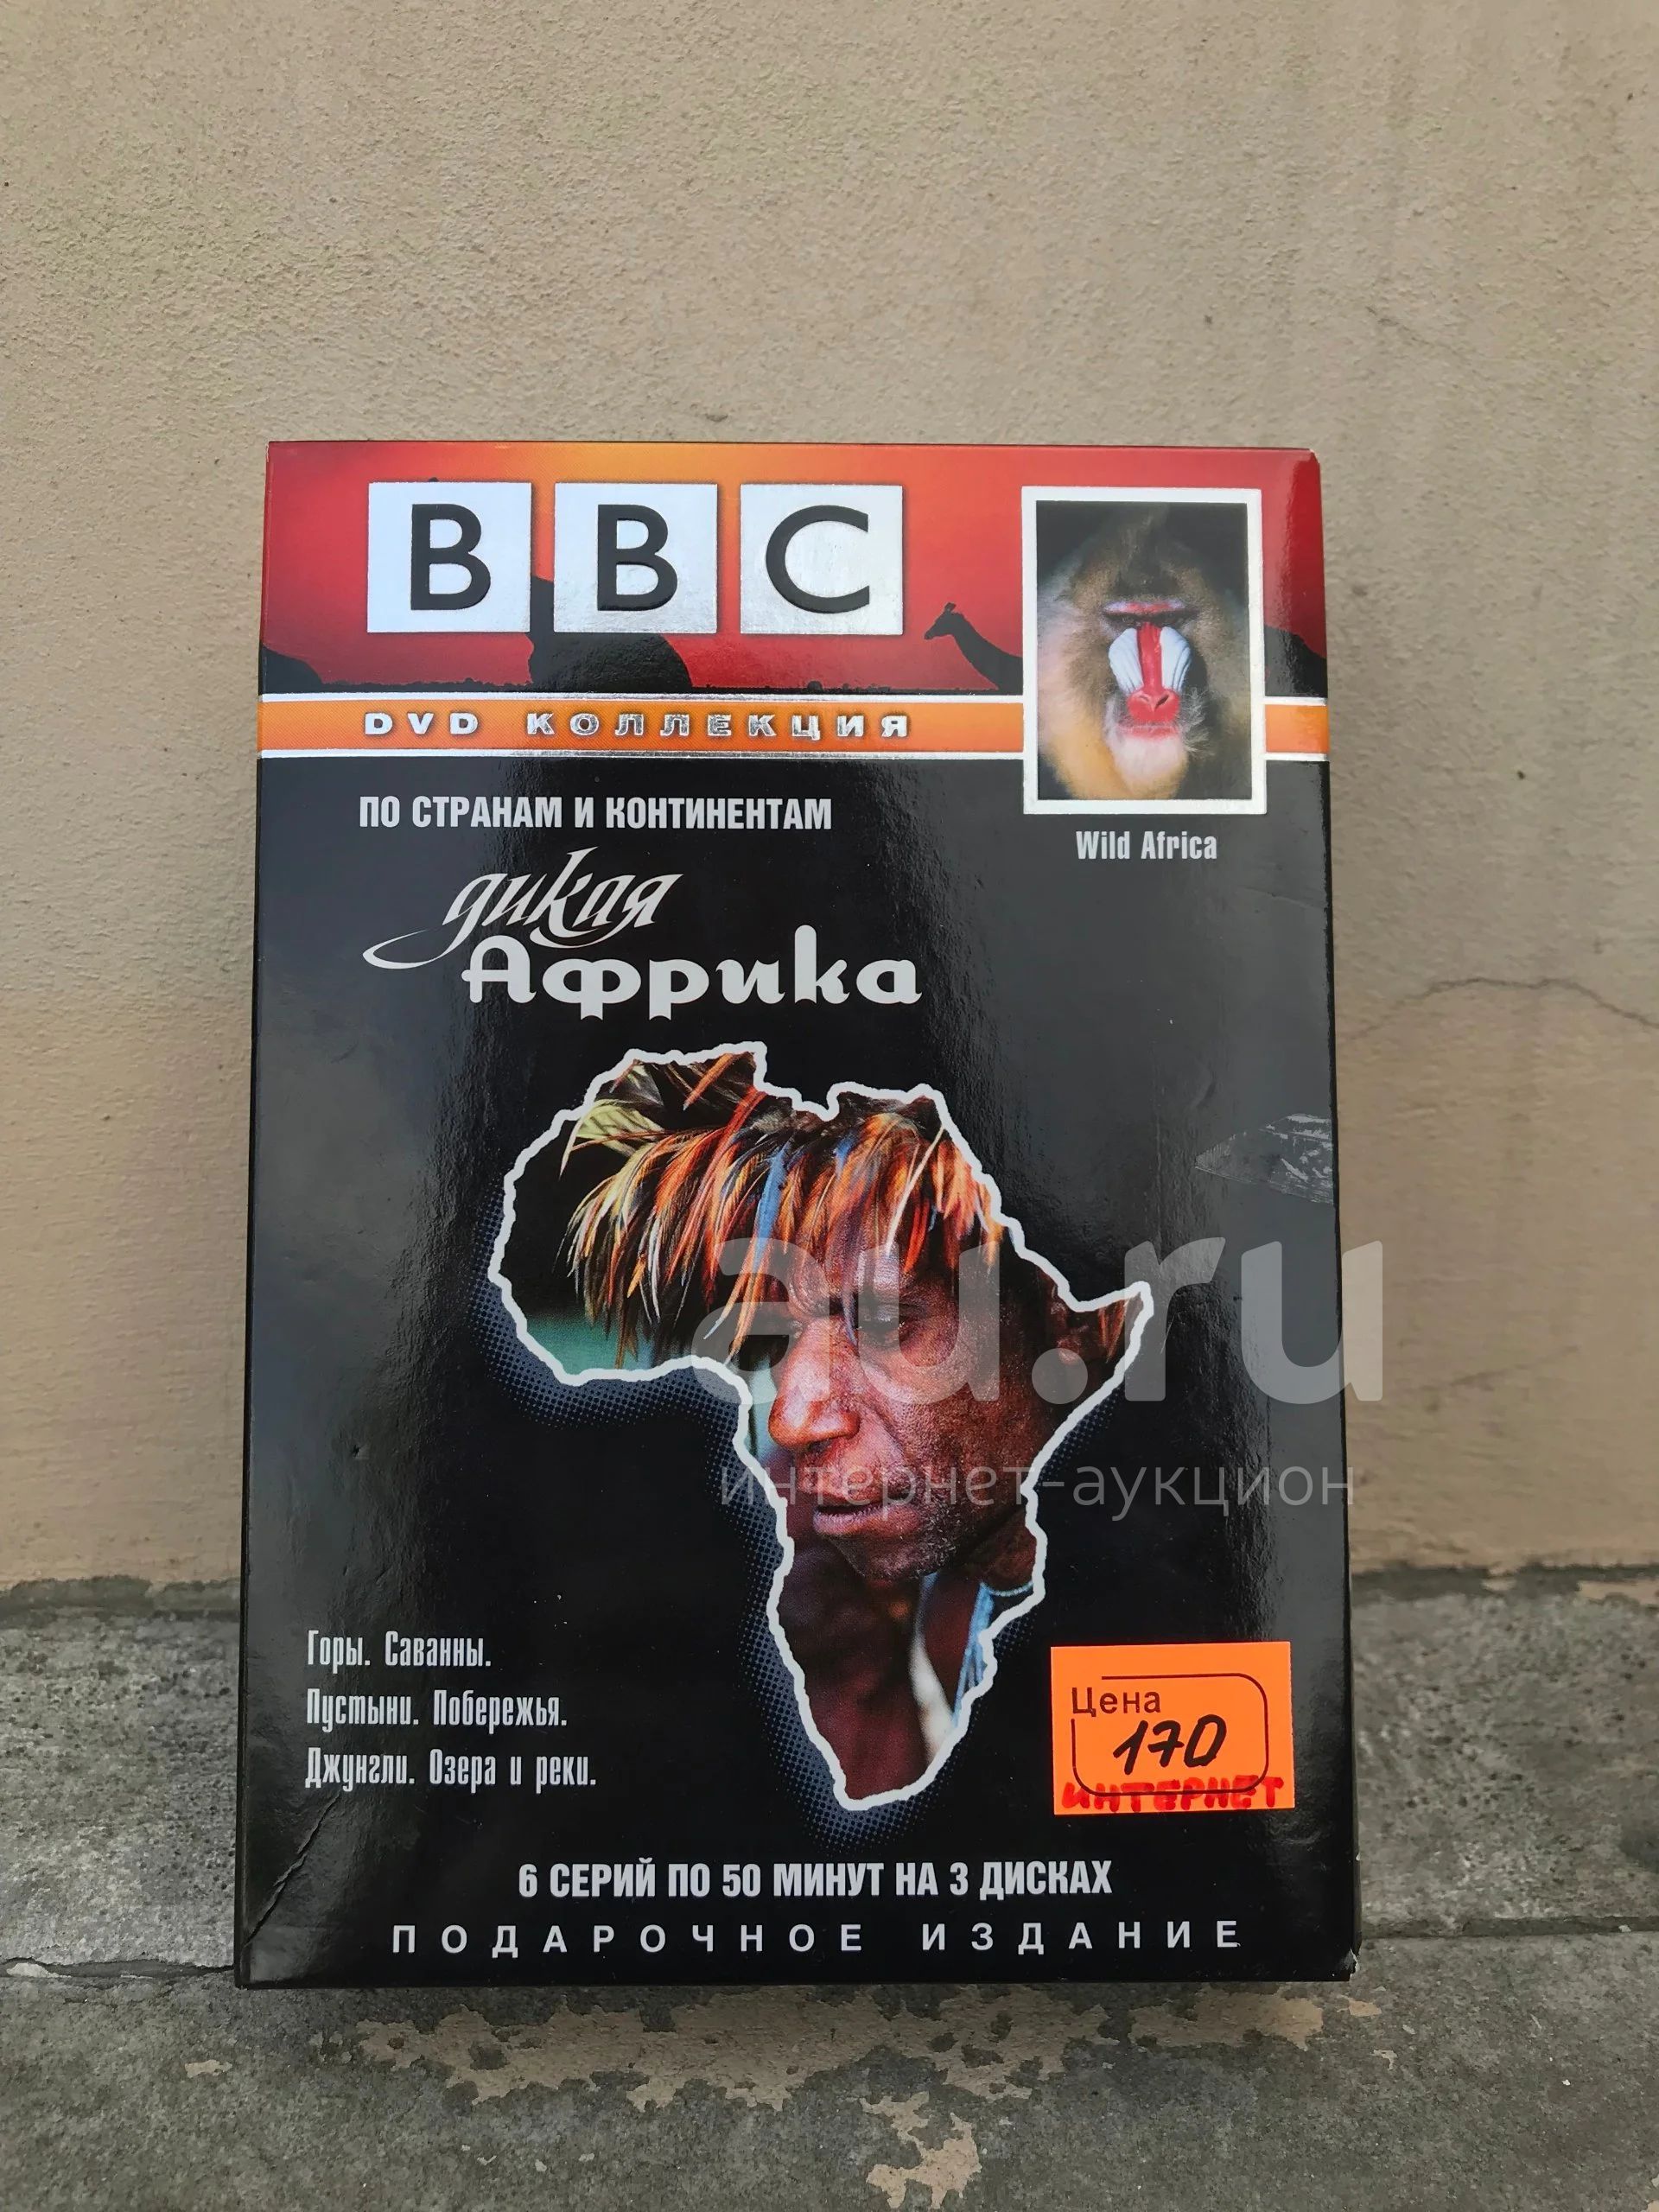 BBC
DVD КОЛЛЕКЦИЯ
ПО СТРАНАМ И КОНТИНЕНТАМ
Wild Africa
дикая
Африка
au.ru
интернет-аукцион
Горы. Саванны.
Пустыни. Побережья.
Джунгли. Озера и реки.
Цена
170
ИНТЕРНЕТ
6 СЕРИЙ ПО 50 МИНУТ НА 3 ДИСКАХ
ПОДАРОЧНОЕ ИЗДАНИЕ